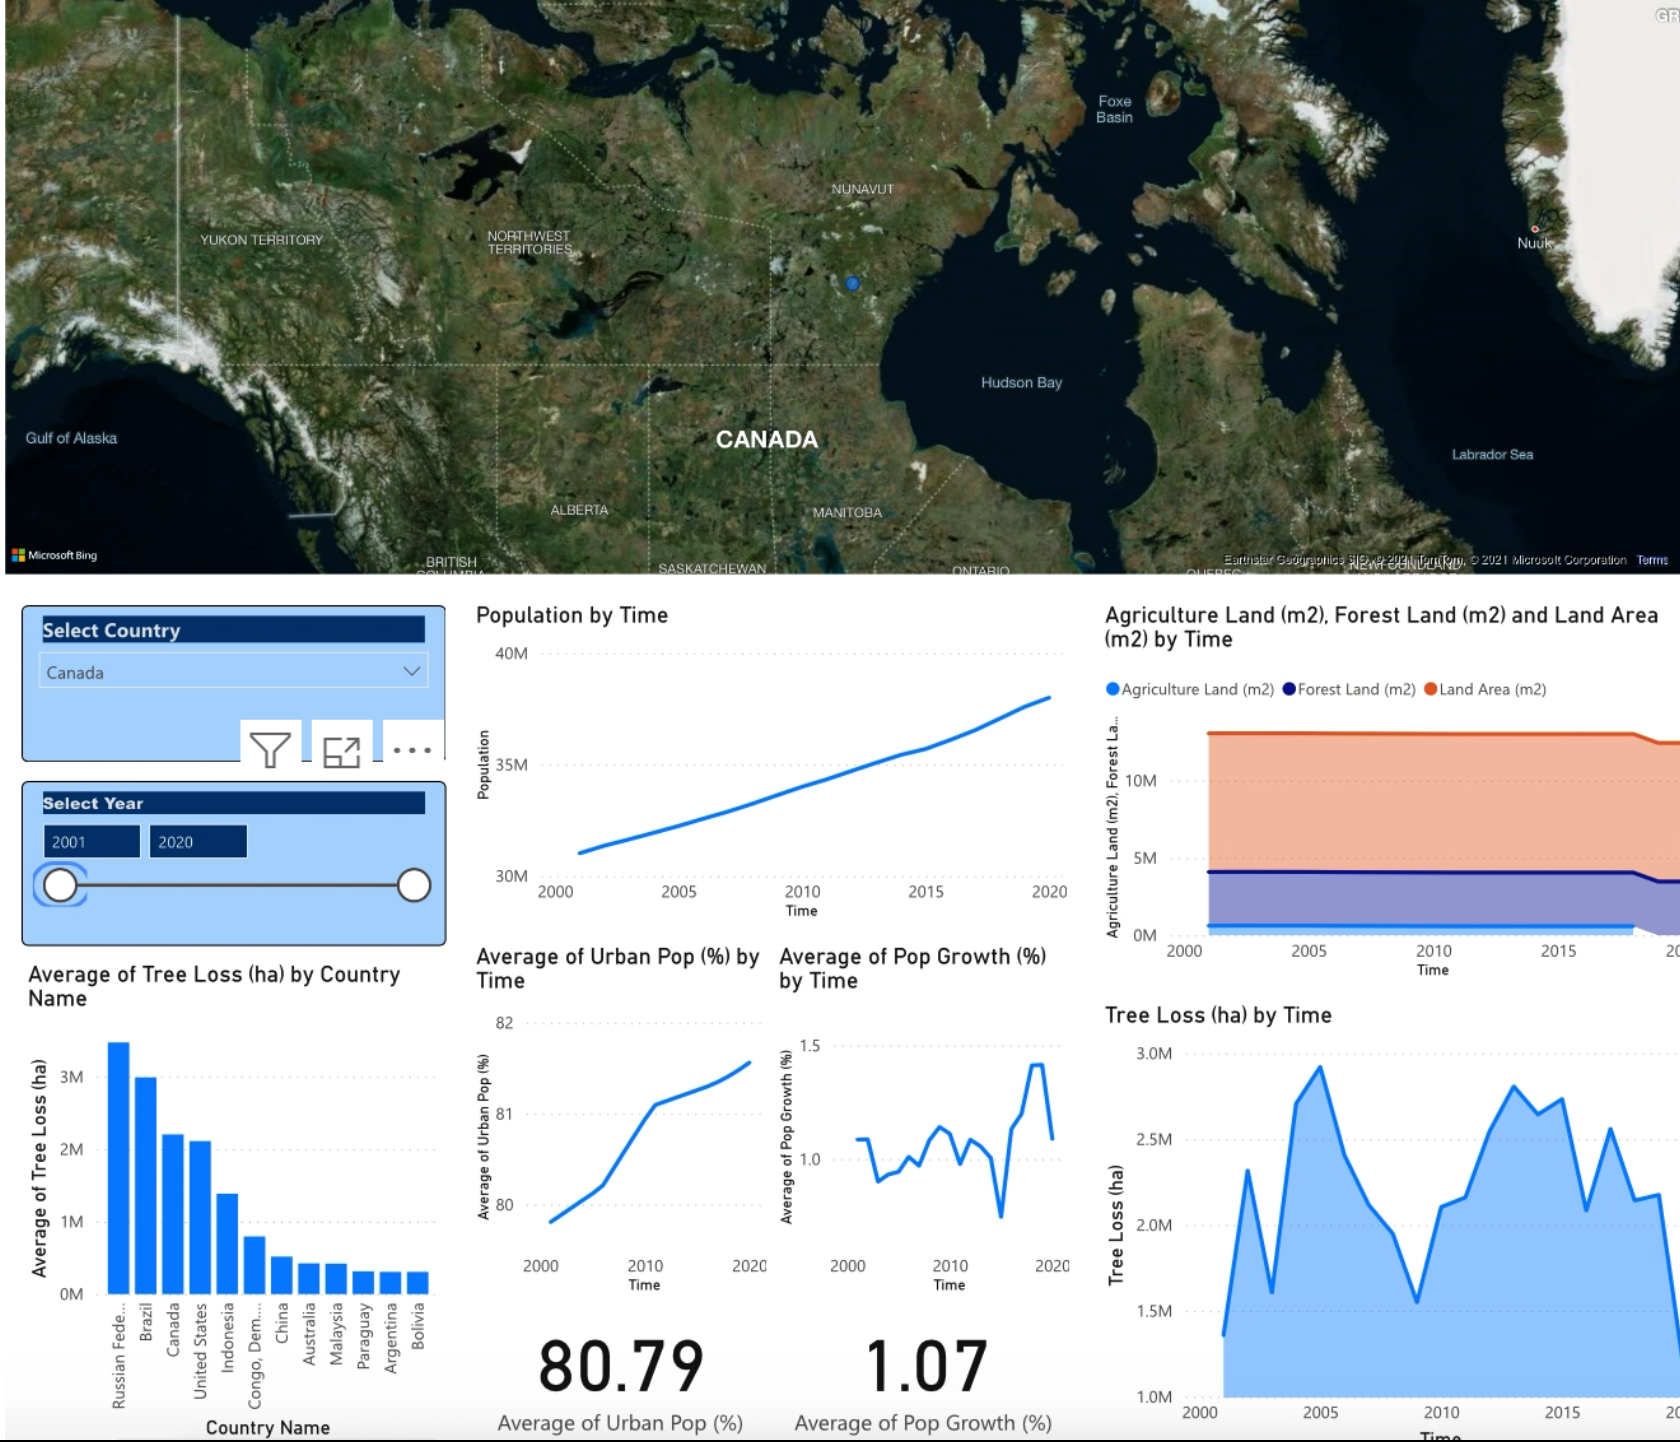 GR
Foxe
Basin
NUNAVUT
YUKON TERRITORY
NORTHWEST
TERRITORIES
Nuuk
Hudson Bay
CANADA
Gulf of Alaska
Labrador Sea
ALBERTA
MANITOBA
Microsoft Bing
BRITISH
COLUMBIA
SASKATCHEWAN
ONTARIO
QUEBEC
NEWFOUNDLAND
Earthstar Geographics SIO, © 2021 TomTom, © 2021 Microsoft Corporation Terms
Select Country
Canada
Select Year
2001 2020
Average of Tree Loss (ha) by Country
Name
Average of Tree Loss (ha)
3M
2M
1M
0M
Russian Fede...
Brazil
Canada
United States
Indonesia
Congo, Dem....
China
Australia
Malaysia
Paraguay
Argentina
Bolivia
Country Name
Population by Time
Population
40M
35M
30M
2000 2005 2010 2015 2020
Time
Average of Urban Pop (%) by
Time
Average of Urban Pop (%)
82
81
80
2000 2010 2020
Time
80.79
Average of Urban Pop (%)
Average of Pop Growth (%)
by Time
Average of Pop Growth (%)
1.5
1.0
2000 2010 2020
Time
1.07
Average of Pop Growth (%)
Agriculture Land (m2), Forest Land (m2) and Land Area
(m2) by Time
Agriculture Land (m2) Forest Land (m2) Land Area (m2)
Agriculture Land (m2), Forest La...
10M
5M
0M
2000 2005 2010 2015 20
Time
Tree Loss (ha) by Time
Tree Loss (ha)
3.0M
2.5M
2.0M
1.5M
1.0M
2000 2005 2010 2015 20
Time